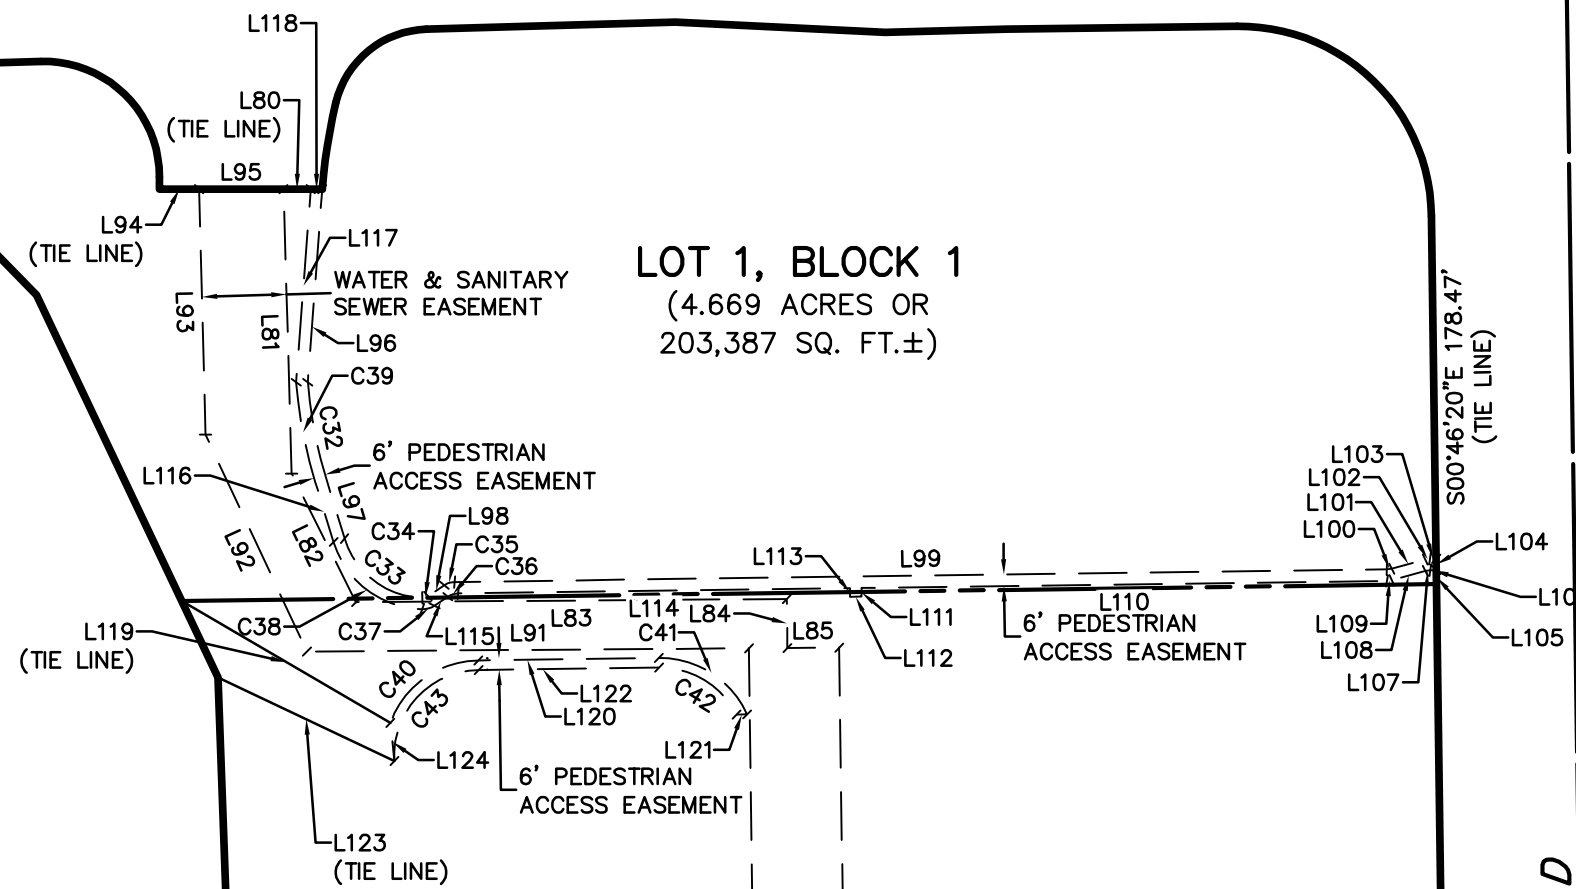 L118
L80
(TIE LINE)
L95
L94
(TIE LINE)
L117
WATER & SANITARY
SEWER EASEMENT
L93
L81
L96
C39
C32
LOT 1, BLOCK 1
(4.669 ACRES OR
203,387 SQ. FT.±)
S00°46'20"E 178.47'
(TIE LINE)
6' PEDESTRIAN
ACCESS EASEMENT
L116
L97
L92
L82
C34
L98
C35
C36
C33
L113
L99
L103
L102
L101
L100
L104
L10
L105
L83
L114
L84
L85
L111
L112
L110
6' PEDESTRIAN
ACCESS EASEMENT
L109
L108
L107
C38
C37
L115
L91
C41
L119
(TIE LINE)
C40
C43
L122
L120
C42
L121
L124
6' PEDESTRIAN
ACCESS EASEMENT
L123
(TIE LINE)
D